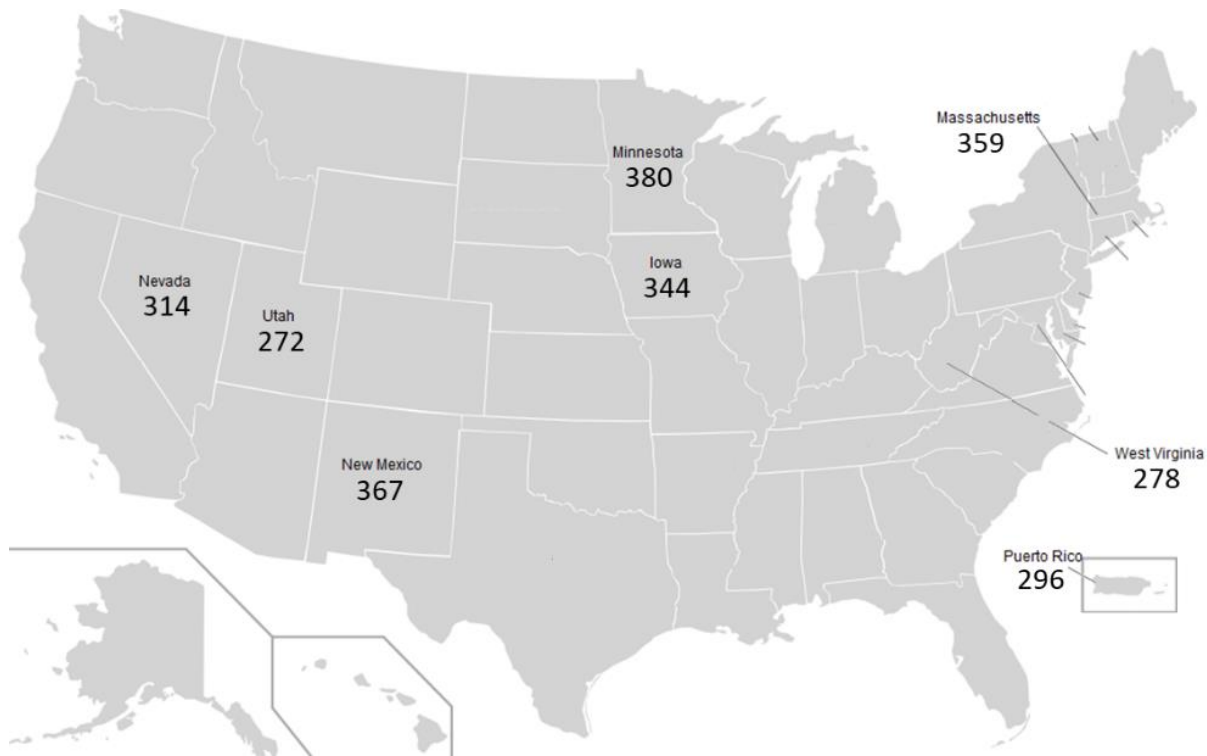 Massachusetts
359
Minnesota
380
Iowa
344
Nevada
314
Utah
272
New Mexico
367
West Virginia
278
Puerto Rico
296